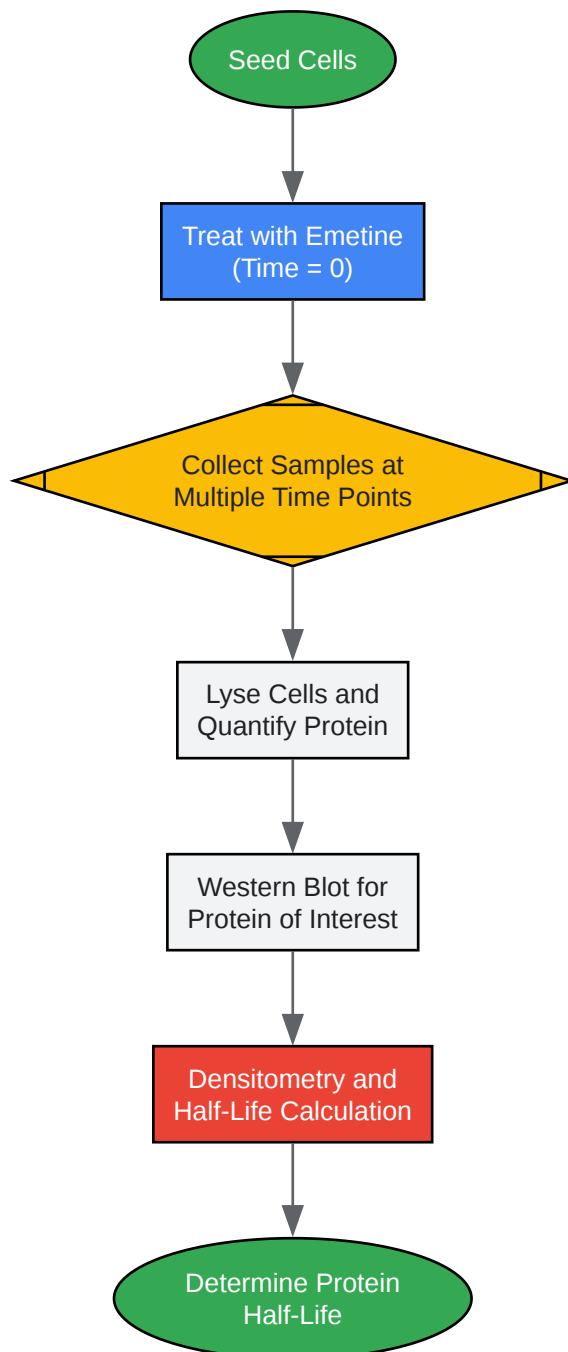 Seed Cells
Treat with Emetine
(Time = 0)
Collect Samples at
Multiple Time Points
Lyse Cells and
Quantify Protein
Western Blot for
Protein of Interest
Densitometry and
Half-Life Calculation
Determine Protein
Half-Life